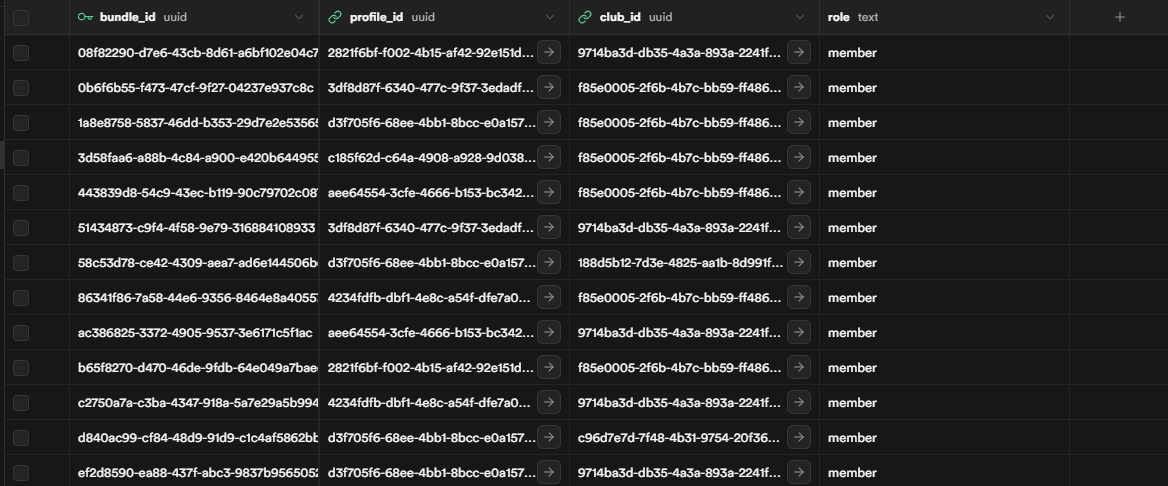 bundle_id uuid profile_id uuid club_id uuid role text
08f82290-d7e6-43cb-8d61-a6bf102e04c7 2821f6bf-f002-4b15-af42-92e151d... 9714ba3d-db35-4a3a-893a-2241f... member
0b6f6b55-f473-47cf-9f27-04237e937c8c 3df8d87f-6340-477c-9f37-3edadf... f85e0005-2f6b-4b7c-bb59-ff486... member
1a8e8758-5837-46dd-b353-29d7e2e53565 d3f705f6-68ee-4bb1-8bcc-e0a157... f85e0005-2f6b-4b7c-bb59-ff486... member
3d58faa6-a88b-4c84-a900-e420b644955 c185f62d-c64a-4908-a928-9d038... f85e0005-2f6b-4b7c-bb59-ff486... member
443839d8-54c9-43ec-b119-90c79702c087 aee64554-3cfe-4666-b153-bc342... f85e0005-2f6b-4b7c-bb59-ff486... member
51434873-c9f4-4f58-9e79-316884108933 3df8d87f-6340-477c-9f37-3edadf... 9714ba3d-db35-4a3a-893a-2241f... member
58c53d78-ce42-4309-aea7-ad6e144506b d3f705f6-68ee-4bb1-8bcc-e0a157... 188d5b12-7d3e-4825-aa1b-8d991f... member
86341f86-7a58-44e6-9356-8464e8a4055 4234fdfb-dbf1-4e8c-a54f-dfe7a0... f85e0005-2f6b-4b7c-bb59-ff486... member
ac386825-3372-4905-9537-3e6171c5f1ac aee64554-3cfe-4666-b153-bc342... 9714ba3d-db35-4a3a-893a-2241f... member
b65f8270-d470-46de-9fdb-64e049a7bae 2821f6bf-f002-4b15-af42-92e151d... f85e0005-2f6b-4b7c-bb59-ff486... member
c2750a7a-c3ba-4347-918a-5a7e29a5b994 4234fdfb-dbf1-4e8c-a54f-dfe7a0... 9714ba3d-db35-4a3a-893a-2241f... member
d840ac99-cf84-48d9-91d9-c1c4af5862bb d3f705f6-68ee-4bb1-8bcc-e0a157... c96d7e7d-7f48-4b31-9754-20f36... member
ef2d8590-ea88-437f-abc3-9837b9565052 d3f705f6-68ee-4bb1-8bcc-e0a157... 9714ba3d-db35-4a3a-893a-2241f... member